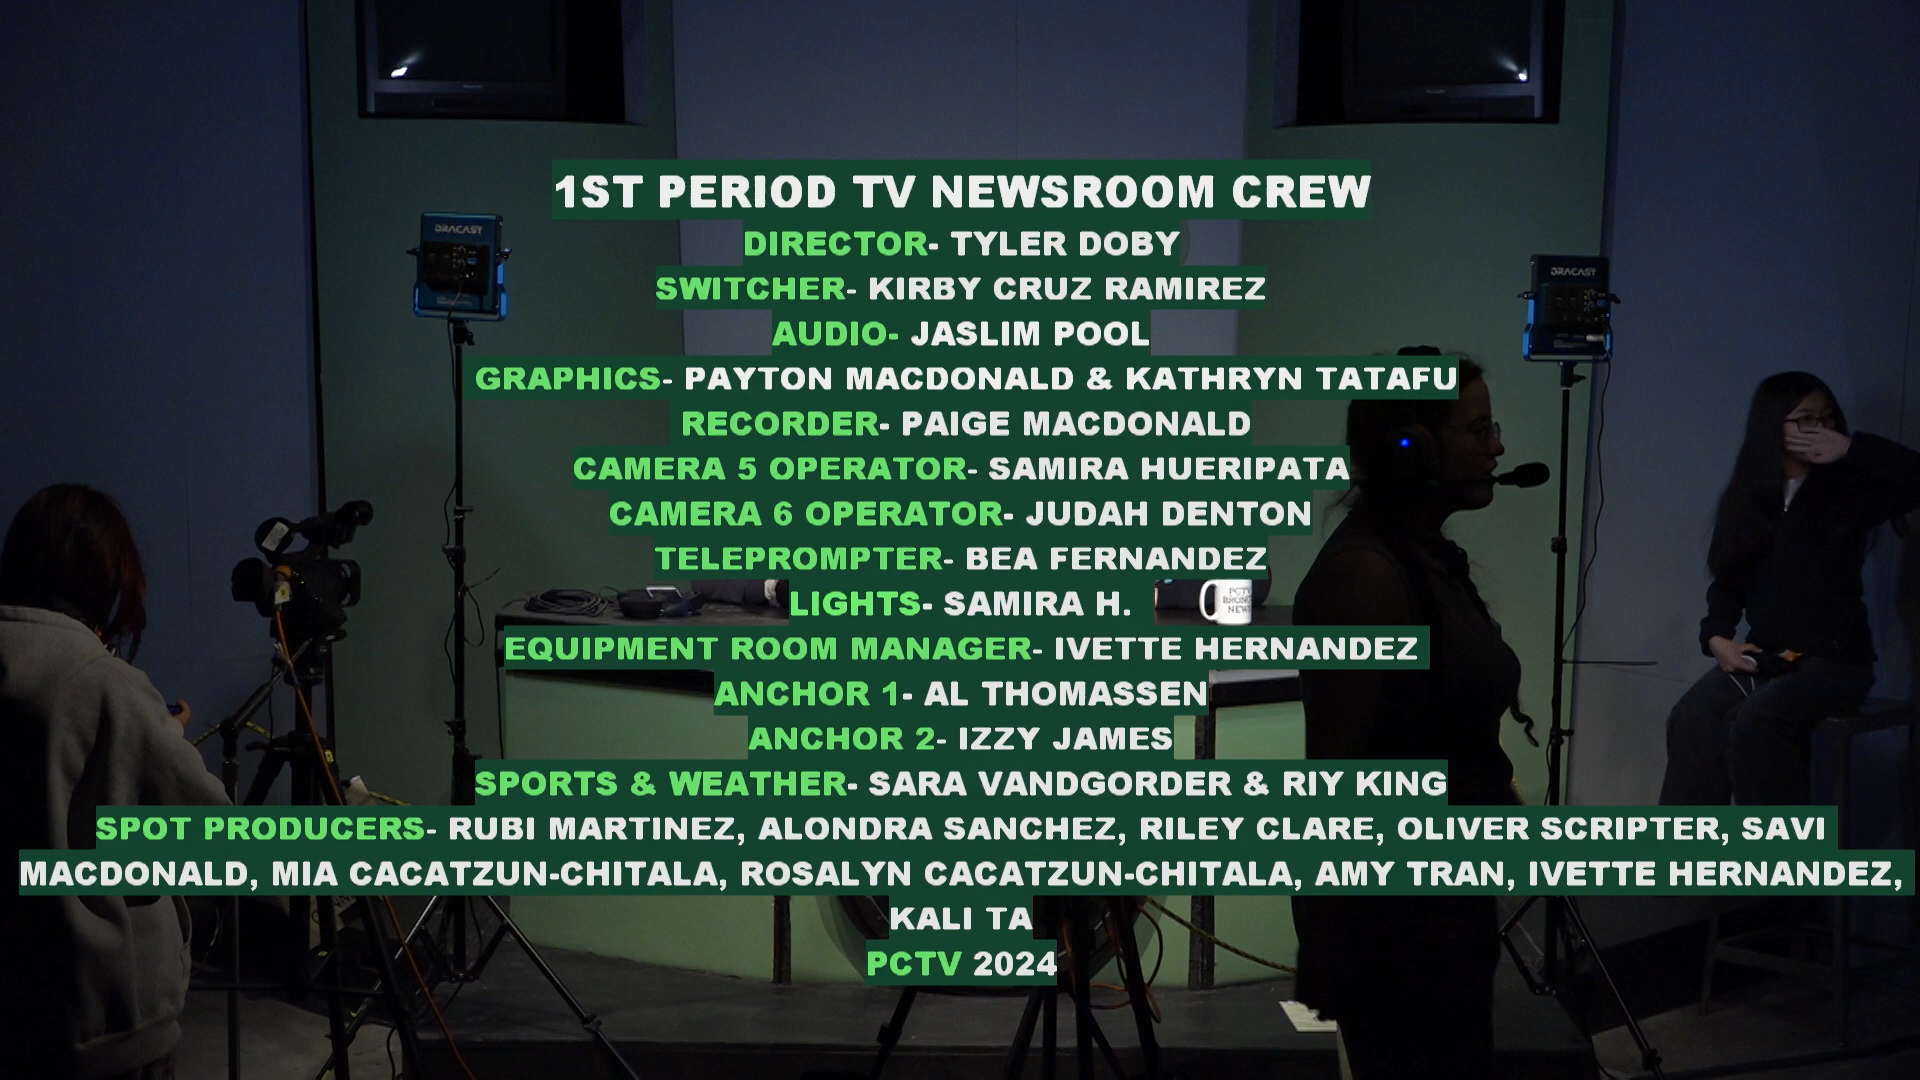 DRACAST
DRACAST
1ST PERIOD TV NEWSROOM CREW
DIRECTOR- TYLER DOBY
SWITCHER- KIRBY CRUZ RAMIREZ
AUDIO- JASLIM POOL
GRAPHICS- PAYTON MACDONALD & KATHRYN TATAFU
RECORDER- PAIGE MACDONALD
CAMERA 5 OPERATOR- SAMIRA HUERIPATA
CAMERA 6 OPERATOR- JUDAH DENTON
TELEPROMPTER- BEA FERNANDEZ
LIGHTS- SAMIRA H.
PCTV
NEWS
EQUIPMENT ROOM MANAGER- IVETTE HERNANDEZ
ANCHOR 1- AL THOMASSEN
ANCHOR 2- IZZY JAMES
SPORTS & WEATHER- SARA VANDGORDER & RIY KING
SPOT PRODUCERS- RUBI MARTINEZ, ALONDRA SANCHEZ, RILEY CLARE, OLIVER SCRIPTER, SAVI
MACDONALD, MIA CACATZUN-CHITALA, ROSALYN CACATZUN-CHITALA, AMY TRAN, IVETTE HERNANDEZ,
KALI TA
PCTV 2024